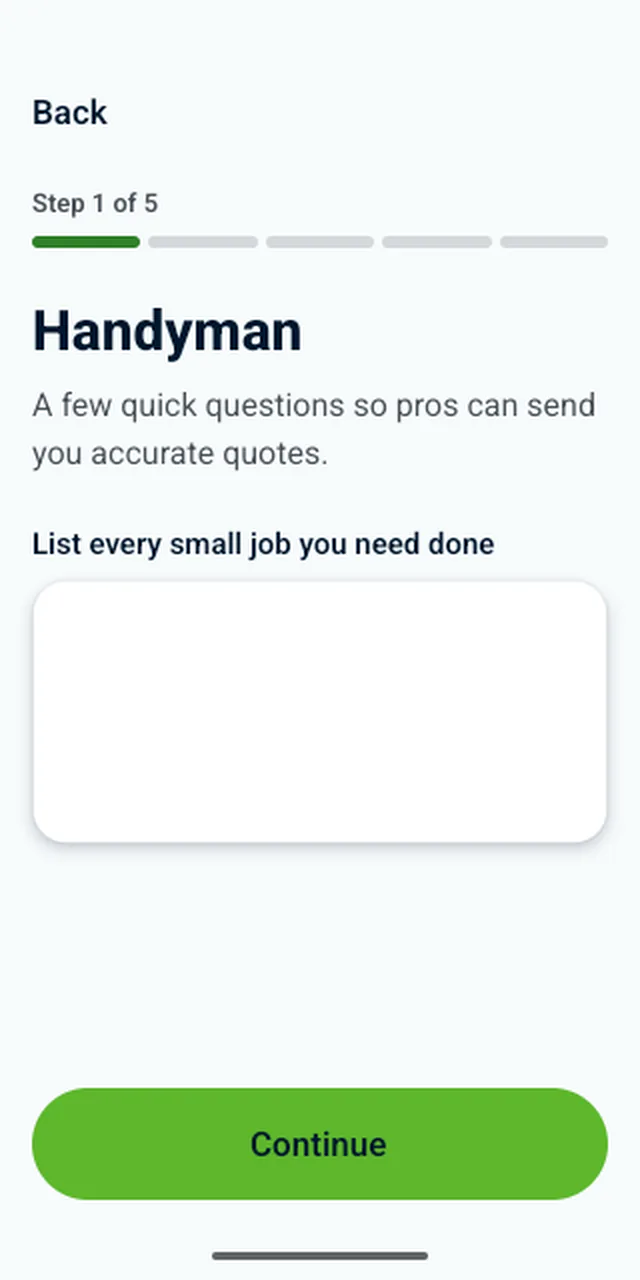 Back
Step 1 of 5
Handyman
A few quick questions so pros can send
you accurate quotes.
List every small job you need done
Continue